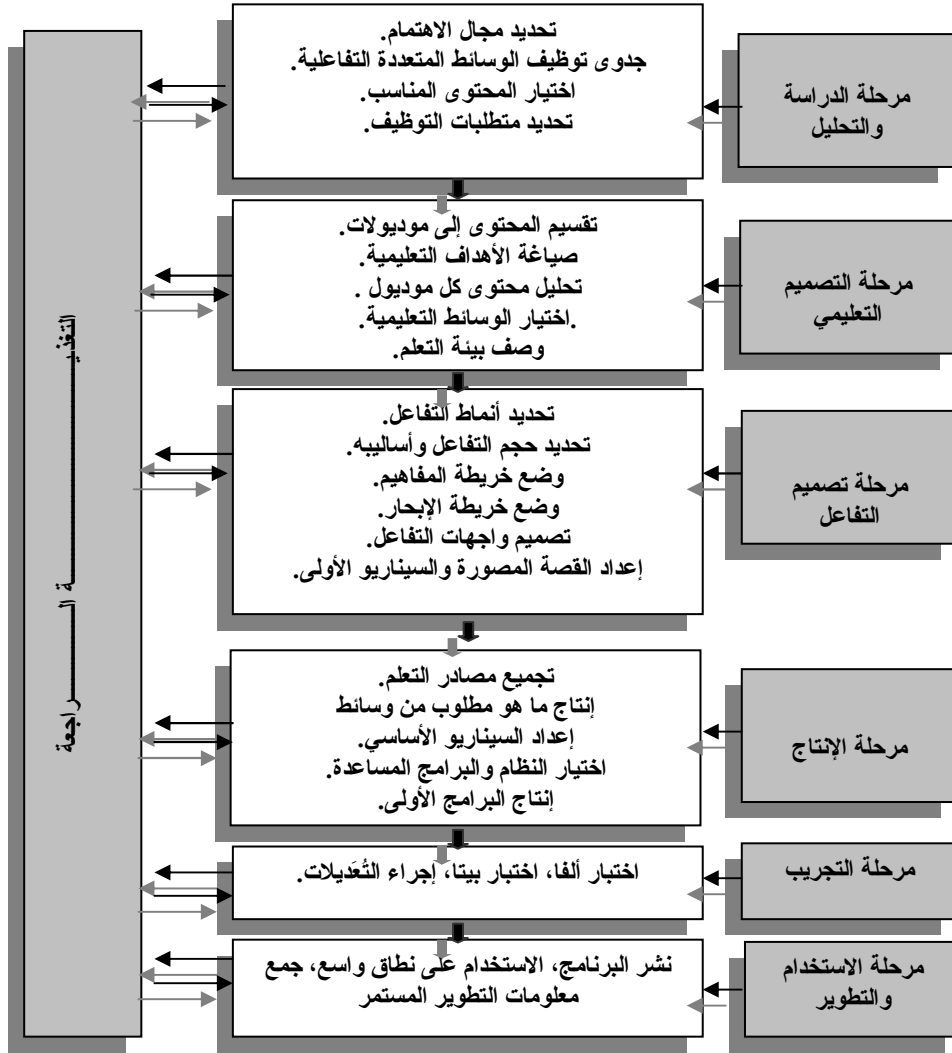 مرحلة الدراسة
والتحليل
تحديد مجال الاهتمام.
جدوى توظيف الوسائط المتعددة التفاعلية.
اختيار المحتوى المناسب.
تحديد متطلبات التوظيف.
مرحلة التصميم
التعليمي
تقسيم المحتوى إلى موديولات.
صياغة الأهداف التعليمية.
تحليل محتوى كل موديول .
.اختيار الوسائط التعليمية.
وصف بيئة التعلم.
مرحلة تصميم
التفاعل
تحديد أنماط التفاعل.
تحديد حجم التفاعل وأساليبه.
وضع خريطة المفاهيم.
وضع خريطة الإبحار.
تصميم واجهات التفاعل.
إعداد القصة المصورة والسيناريو الأولى.
مرحلة الإنتاج
تجميع مصادر التعلم.
إنتاج ما هو مطلوب من وسائط
إعداد السيناريو الأساسي.
اختيار النظام والبرامج المساعدة.
إنتاج البرامج الأولى.
مرحلة التجريب
اختبار ألفا، اختبار بيتا، إجراء التُعَديلات.
مرحلة الاستخدام
والتطوير
نشر البرنامج، الاستخدام على نطاق واسع، جمع
معلومات التطوير المستمر
التغذيـــــــــة الـــــــــراجعة